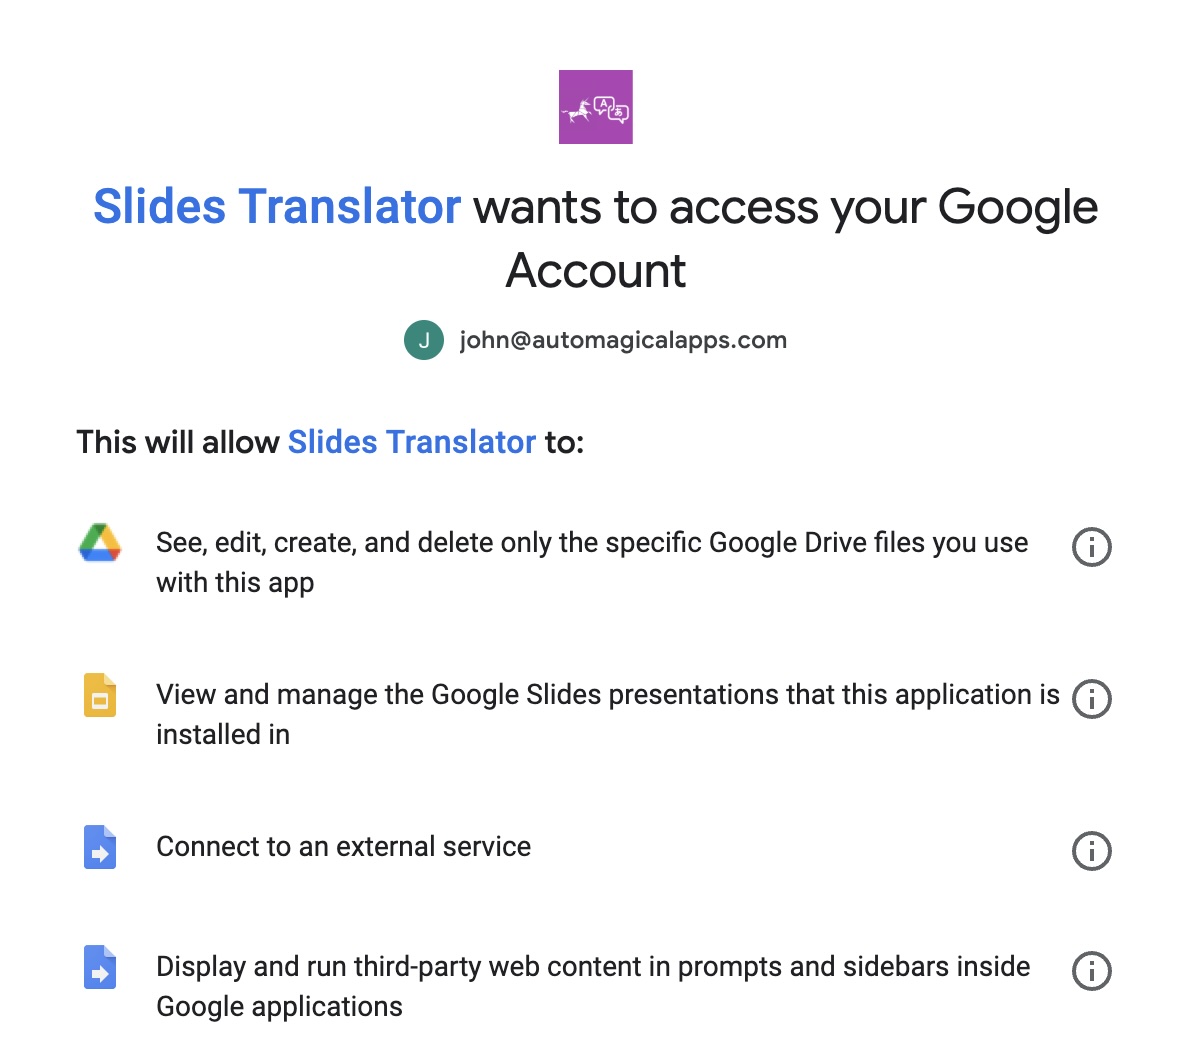 A あ
Slides Translator wants to access your Google
Account
J john@automagicalapps.com
This will allow Slides Translator to:
See, edit, create, and delete only the specific Google Drive files you use
with this app
View and manage the Google Slides presentations that this application is
installed in
Connect to an external service
Display and run third-party web content in prompts and sidebars inside
Google applications